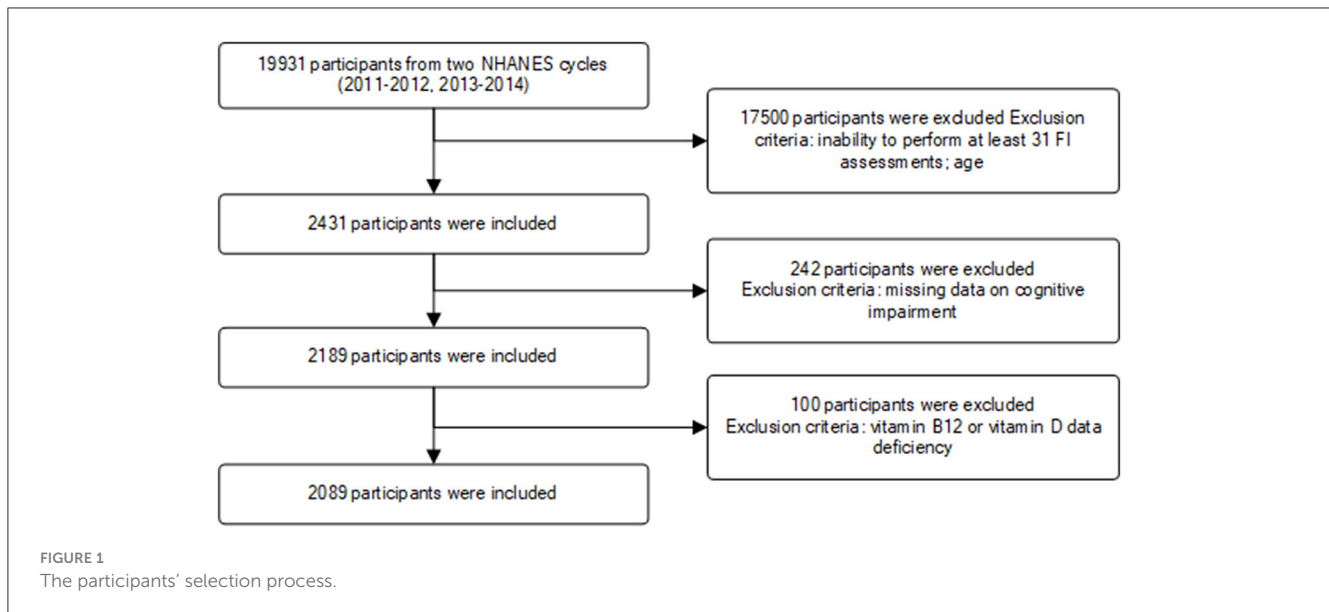 19931 participants from two NHANES cycles
(2011-2012, 2013-2014)
17500 participants were excluded Exclusion
criteria: inability to perform at least 31 FI
assessments; age
2431 participants were included
242 participants were excluded
Exclusion criteria: missing data on cognitive
impairment
2189 participants were included
100 participants were excluded
Exclusion criteria: vitamin B12 or vitamin D data
deficiency
2089 participants were included
FIGURE 1
The participants' selection process.